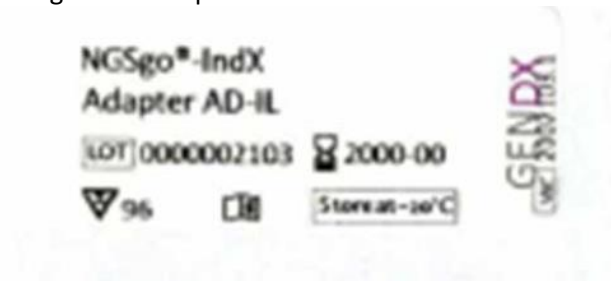 NGSgo®-IndX
Adapter AD-IL
LOT 0000002103 2000-00
96
Store at -20°C
GENDX